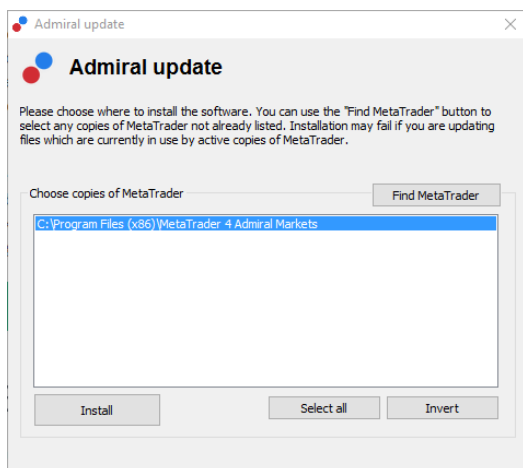 Admiral update
Admiral update
Please choose where to install the software. You can use the "Find MetaTrader" button to
select any copies of MetaTrader not already listed. Installation may fail if you are updating
files which are currently in use by active copies of MetaTrader.
Choose copies of MetaTrader
Find MetaTrader
C:\Program Files (x86)\MetaTrader 4 Admiral Markets
Install
Select all
Invert